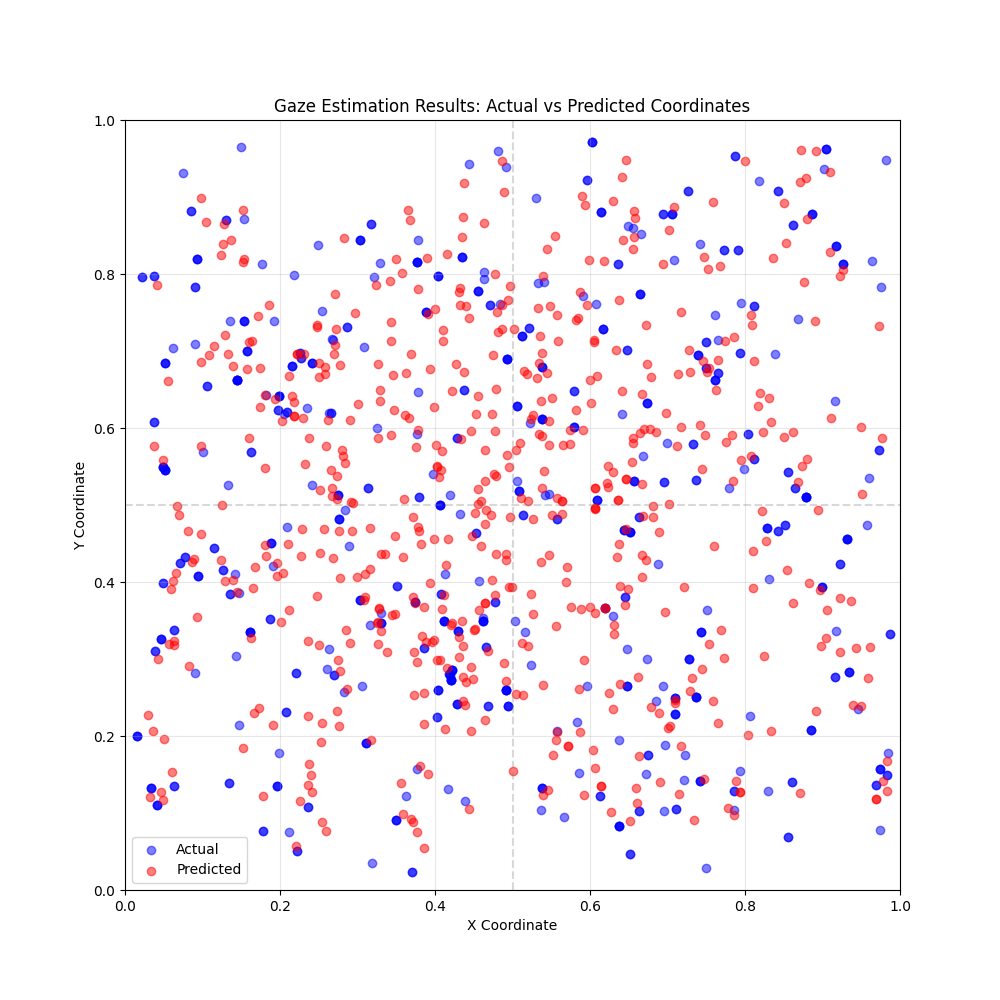 Gaze Estimation Results: Actual vs Predicted Coordinates
1.0
0.8
0.6
0.4
0.2
0.0
Y Coordinate
Actual
Predicted
0.0 0.2 0.4 0.6 0.8 1.0
X Coordinate